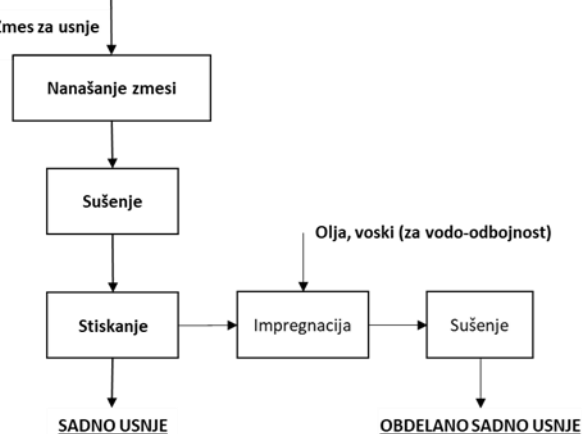 Zmes za usnje
Nanašanje zmesi
Sušenje
Olja, voski (za vodo-odbojnost)
Stiskanje
Impregnacija
Sušenje
SADNO USNJE
OBDELANO SADNO USNJE